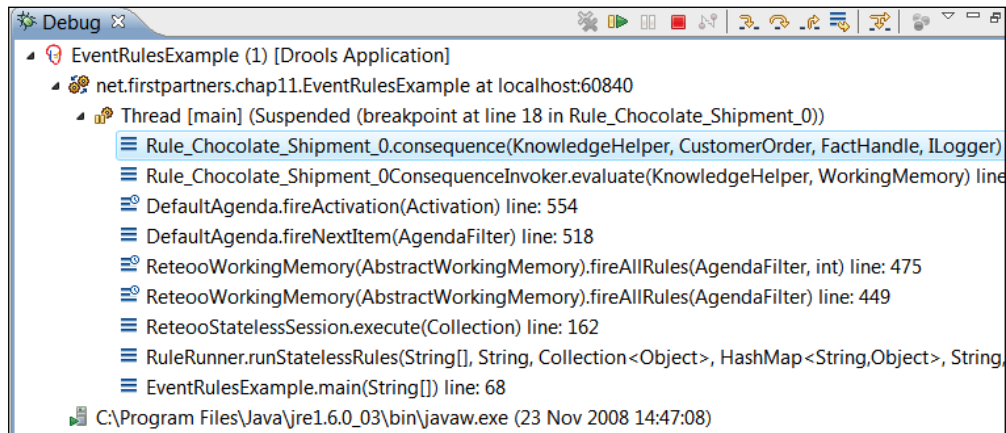 Debug
EventRulesExample (1) [Drools Application]
net.firstpartners.chap11.EventRulesExample at localhost:60840
Thread [main] (Suspended (breakpoint at line 18 in Rule_Chocolate_Shipment_0))
Rule_Chocolate_Shipment_0.consequence(KnowledgeHelper, CustomerOrder, FactHandle, ILogger)
Rule_Chocolate_Shipment_0ConsequenceInvoker.evaluate(KnowledgeHelper, WorkingMemory) line
DefaultAgenda.fireActivation(Activation) line: 554
DefaultAgenda.fireNextItem(AgendaFilter) line: 518
ReteooWorkingMemory(AbstractWorkingMemory).fireAllRules(AgendaFilter, int) line: 475
ReteooWorkingMemory(AbstractWorkingMemory).fireAllRules(AgendaFilter) line: 449
ReteooStatelessSession.execute(Collection) line: 162
RuleRunner.runStatelessRules(String[], String, Collection<Object>, HashMap<String,Object>, String,
EventRulesExample.main(String[]) line: 68
C:\Program Files\Java\jre1.6.0_03\bin\javaw.exe (23 Nov 2008 14:47:08)